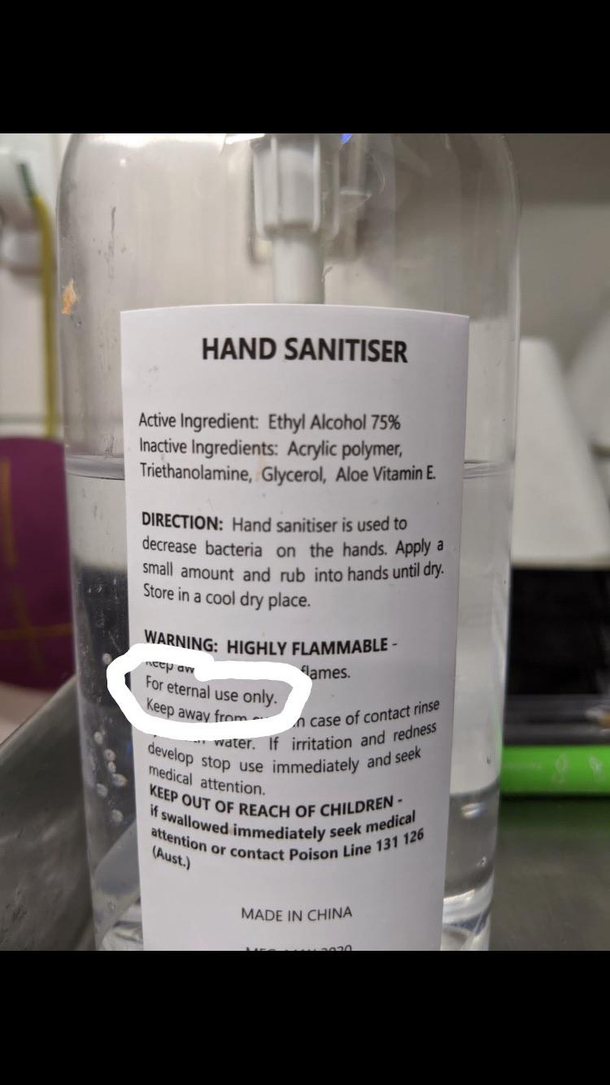 HAND SANITISER
Active Ingredient: Ethyl Alcohol 75%
Inactive Ingredients: Acrylic polymer,
Triethanolamine, Glycerol, Aloe Vitamin E.
DIRECTION: Hand sanitiser is used to
decrease bacteria on the hands. Apply a
small amount and rub into hands until dry.
Store in a cool dry place.
WARNING: HIGHLY FLAMMABLE -
Keep flames.
For eternal use only.
Keep away from case of contact rinse
water. If irritation and redness
develop stop use immediately and seek
medical attention.
KEEP OUT OF REACH OF CHILDREN -
if swallowed immediately seek medical
attention or contact Poison Line 131 126
(Aust.)
MADE IN CHINA